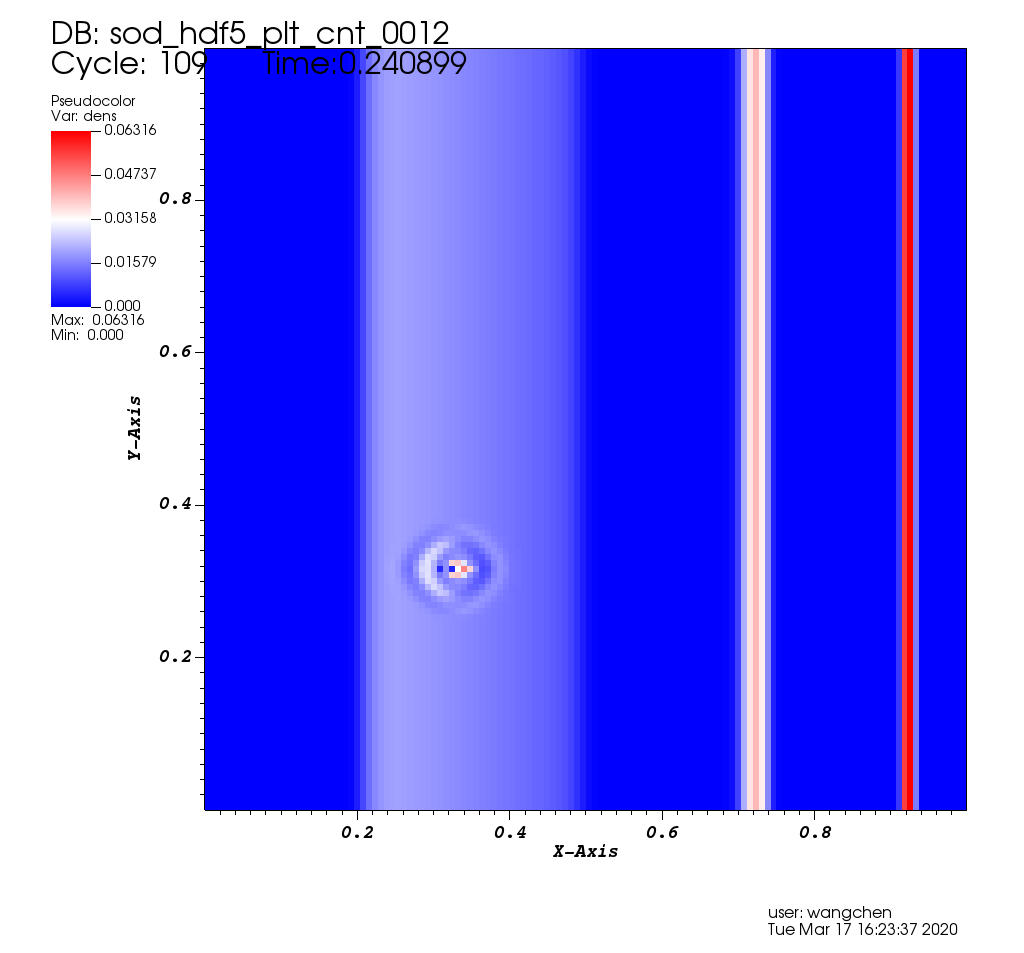 DB: sod_hdf5_plt_cnt_0012
Cycle: 109 Time:0.240899
Pseudocolor
Var: dens
0.06316
0.04737
0.03158
0.01579
0.000
Max: 0.06316
Min: 0.000
0.8
0.6
0.4
0.2
Y-Axis
0.2 0.4 0.6 0.8
X-Axis
user: wangchen
Tue Mar 17 16:23:37 2020